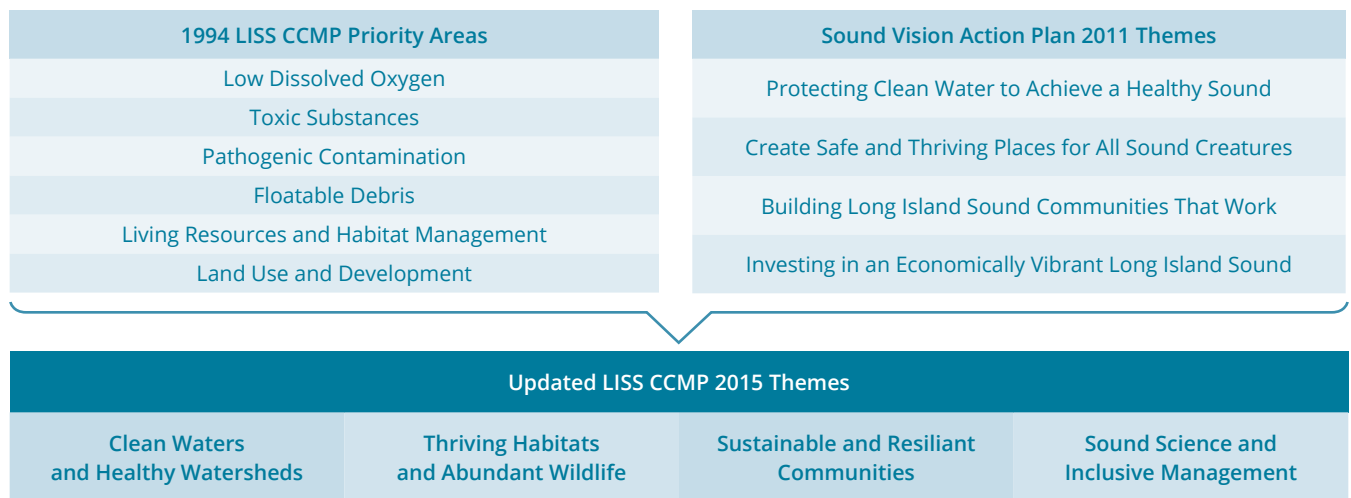 1994 LISS CCMP Priority Areas
Low Dissolved Oxygen
Toxic Substances
Pathogenic Contamination
Floatable Debris
Living Resources and Habitat Management
Land Use and Development
Sound Vision Action Plan 2011 Themes
Protecting Clean Water to Achieve a Healthy Sound
Create Safe and Thriving Places for All Sound Creatures
Building Long Island Sound Communities That Work
Investing in an Economically Vibrant Long Island Sound
Updated LISS CCMP 2015 Themes
Clean Waters
and Healthy Watersheds
Thriving Habitats
and Abundant Wildlife
Sustainable and Resiliant
Communities
Sound Science and
Inclusive Management